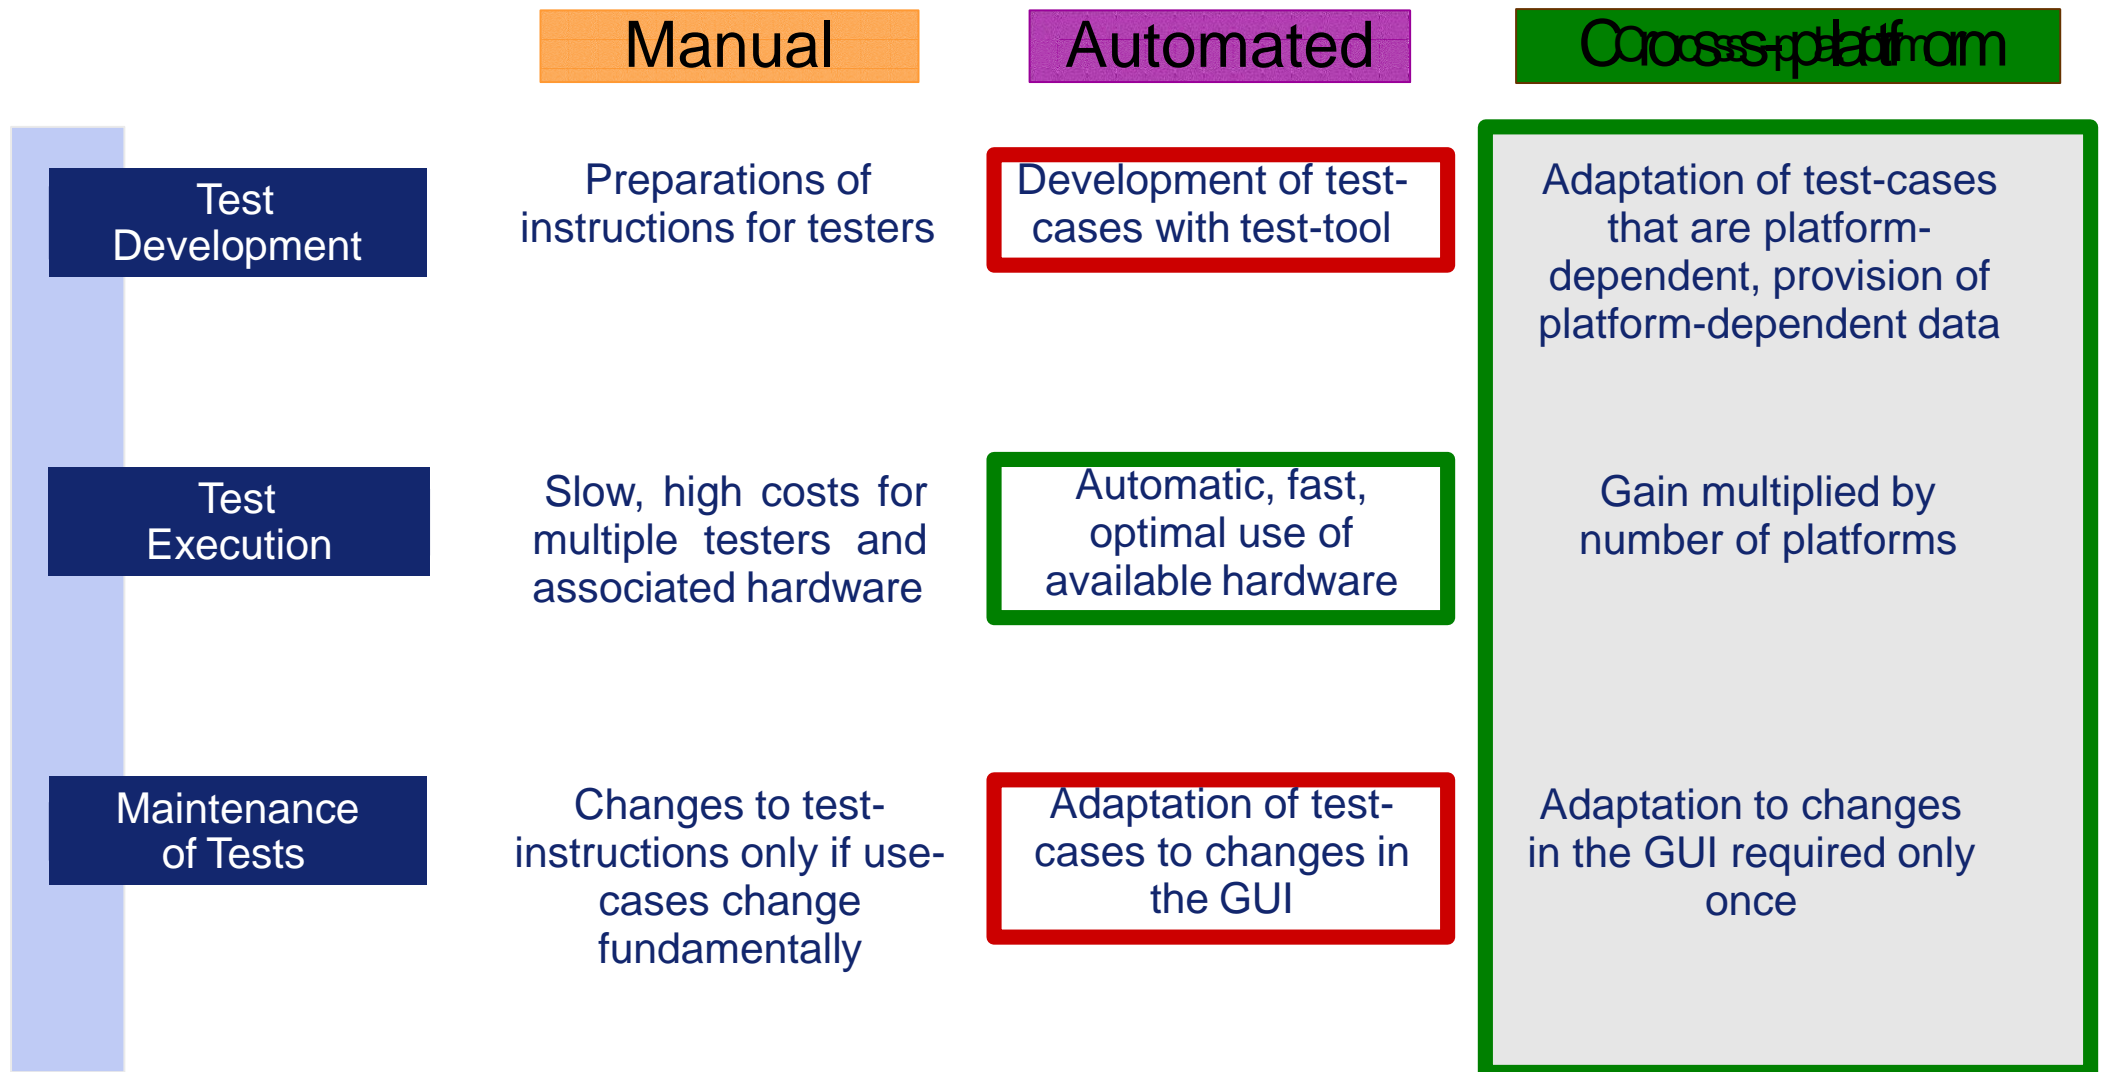 Manual
Automated
Cross-platform
Test
Development
Preparations of
instructions for testers
Development of test-
cases with test-tool
Adaptation of test-cases
that are platform-
dependent, provision of
platform-dependent data
Test
Execution
Slow, high costs for
multiple testers and
associated hardware
Automatic, fast,
optimal use of
available hardware
Gain multiplied by
number of platforms
Maintenance
of Tests
Changes to test-
instructions only if use-
cases change
fundamentally
Adaptation of test-
cases to changes in
the GUI
Adaptation to changes
in the GUI required only
once